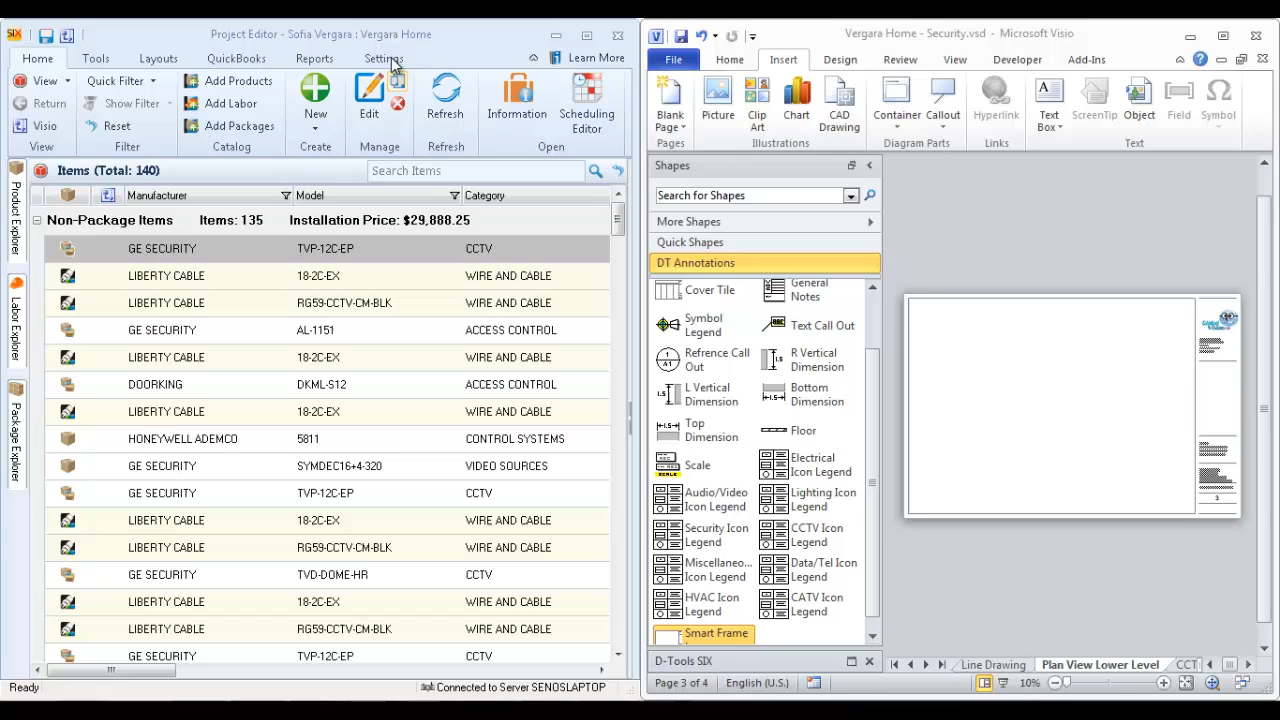 SIX
Project Editor - Sofia Vergara : Vergara Home
Home
Tools
Layouts
QuickBooks
Reports
Settings
Learn More
View
Return
Visio
View
Quick Filter
Show Filter
Reset
Filter
Add Products
Add Labor
Add Packages
Catalog
New
Create
Edit
Manage
Refresh
Refresh
Information
Scheduling
Editor
Open
Product Explorer
Labor Explorer
Package Explorer
Items (Total: 140)
Search Items
Manufacturer Model Category
Non-Package Items Items: 135 Installation Price: $29,888.25
GE SECURITY TVP-12C-EP CCTV
LIBERTY CABLE 18-2C-EX WIRE AND CABLE
LIBERTY CABLE RG59-CCTV-CM-BLK WIRE AND CABLE
GE SECURITY AL-1151 ACCESS CONTROL
LIBERTY CABLE 18-2C-EX WIRE AND CABLE
DOORKING DKML-S12 ACCESS CONTROL
LIBERTY CABLE 18-2C-EX WIRE AND CABLE
HONEYWELL ADEMCO 5811 CONTROL SYSTEMS
GE SECURITY SYMDEC16+4-320 VIDEO SOURCES
GE SECURITY TVP-12C-EP CCTV
LIBERTY CABLE 18-2C-EX WIRE AND CABLE
LIBERTY CABLE RG59-CCTV-CM-BLK WIRE AND CABLE
GE SECURITY TVD-DOME-HR CCTV
LIBERTY CABLE 18-2C-EX WIRE AND CABLE
LIBERTY CABLE RG59-CCTV-CM-BLK WIRE AND CABLE
GE SECURITY TVP-12C-EP CCTV
Ready
Connected to Server SENOSLAPTOP
Vergara Home - Security.vsd - Microsoft Visio
File
Home
Insert
Design
Review
View
Developer
Add-Ins
Blank
Page
Pages
Picture
Clip
Art
Chart
CAD
Drawing
Illustrations
Container
Callout
Diagram Parts
Hyperlink
Links
Text
Box
ScreenTip
Object
Field
Symbol
Text
Shapes
Search for Shapes
More Shapes
Quick Shapes
DT Annotations
Cover Tile
General
Notes
Symbol
Legend
Text Call Out
Refrence Call
Out
R Vertical
Dimension
L Vertical
Dimension
Bottom
Dimension
Top
Dimension
Floor
Scale
Electrical
Icon Legend
Audio/Video
Icon Legend
Lighting Icon
Legend
Security Icon
Legend
CCTV Icon
Legend
Miscellaneo...
Icon Legend
Data/Tel Icon
Legend
HVAC Icon
Legend
CATV Icon
Legend
Smart Frame
D-Tools SIX
3
Line Drawing
Plan View Lower Level
CCT
Page 3 of 4
English (U.S.)
10%